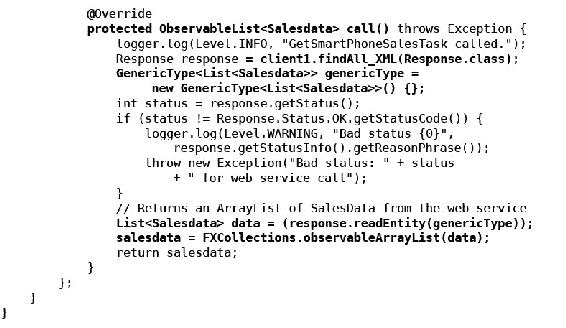 @Override
            protected ObservableList<Salesdata> call() throws Exception {
                logger.log(Level.INFO, "GetSmartPhoneSalesTask called.");
                Response response = client1.findAll_XML(Response.class);
                GenericType<List<Salesdata>> genericType =
                     new GenericType<List<Salesdata>>() {};
                int status = response.getStatus();
                if (status != Response.Status.OK.getStatusCode()) {
                    logger.log(Level.WARNING, "Bad status {0}",
                        response.getStatusInfo().getReasonPhrase());
                    throw new Exception("Bad status: " + status
                        + " for web service call");
                }
                // Returns an ArrayList of SalesData from the web service
                List<Salesdata> data = (response.readEntity(genericType));
                salesdata = FXCollections.observableArrayList(data);
                return salesdata;
            }
        };
    }
}